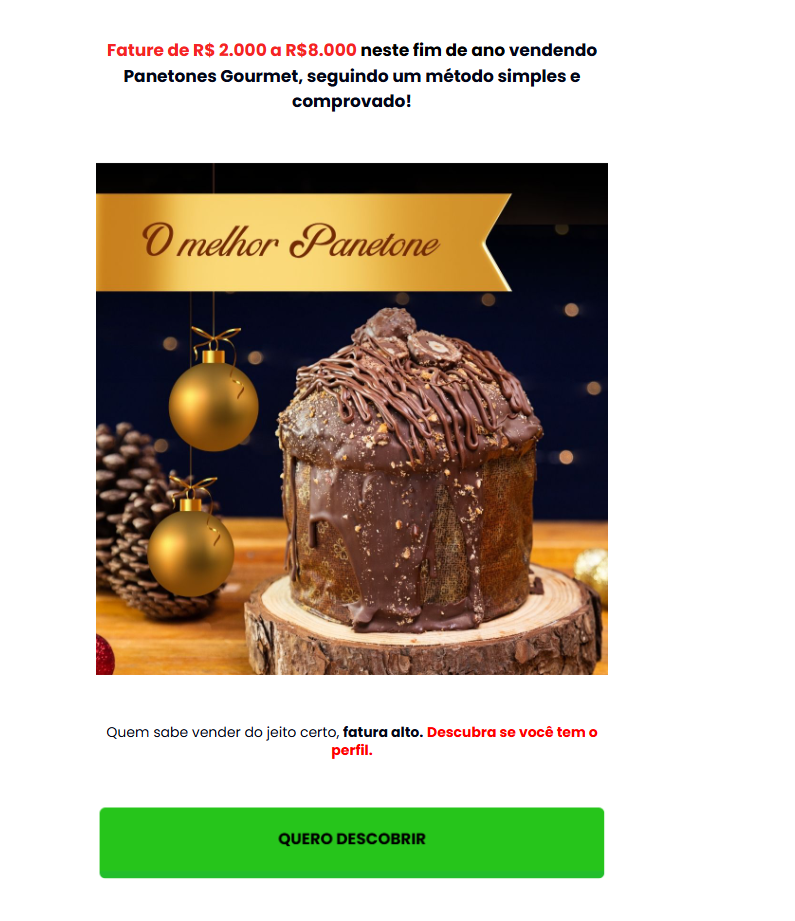 Fature de R$ 2.000 a R$8.000 neste fim de ano vendendo
Panetones Gourmet, seguindo um método simples e
comprovado!
O melhor Panetone
Quem sabe vender do jeito certo, fatura alto. Descubra se você tem o
perfil.
QUERO DESCOBRIR